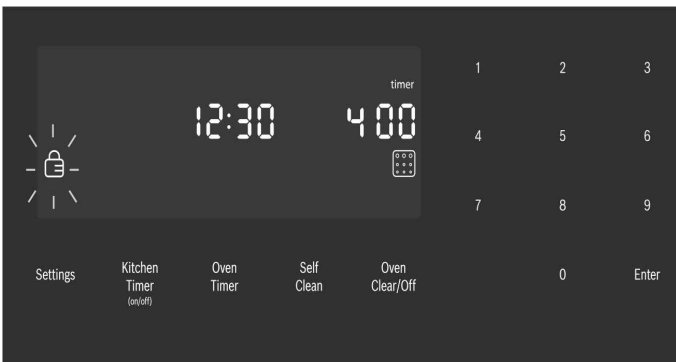 timer
12:30
4 00
1 2 3
4 5 6
7 8 9
0 Enter
Settings
Kitchen
Timer
(on/off)
Oven
Timer
Self
Clean
Oven
Clear/Off